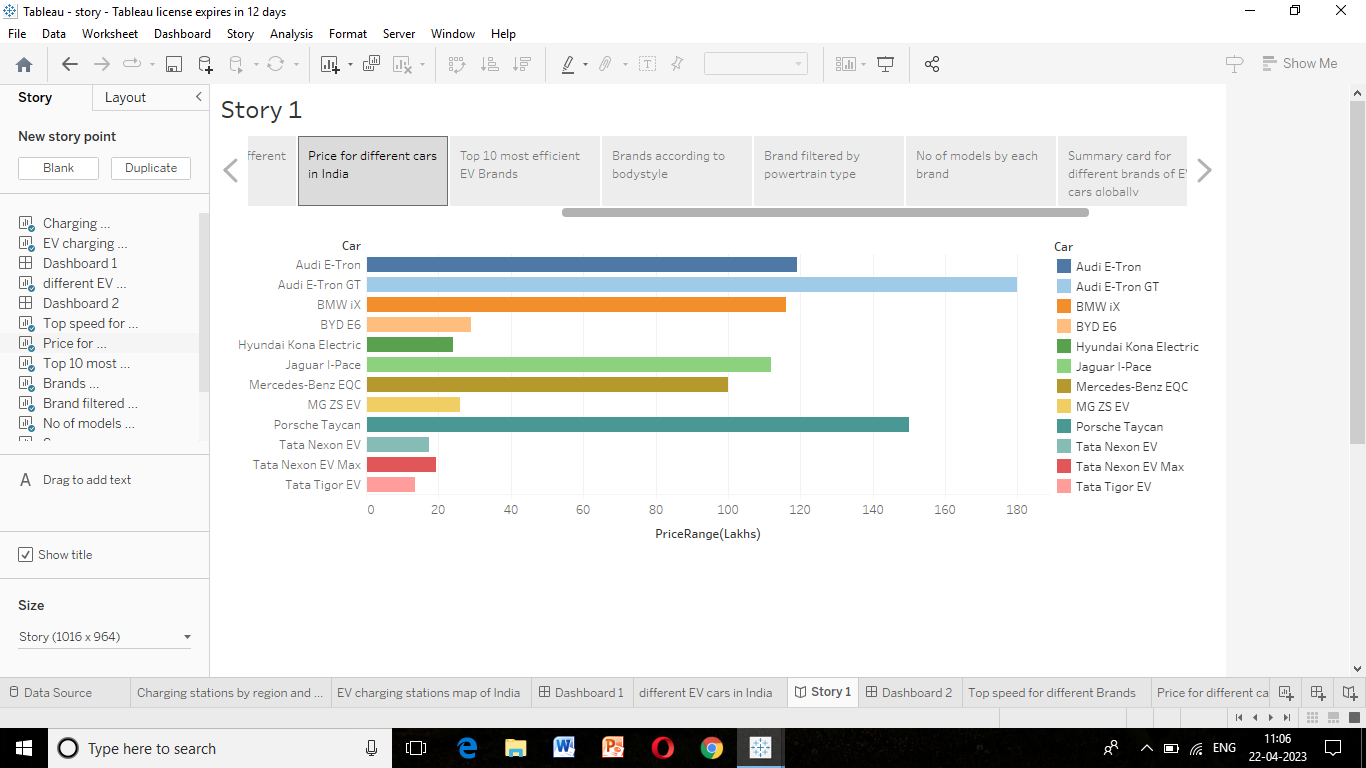 Tableau - story - Tableau license expires in 12 days
File Data Worksheet Dashboard Story Analysis Format Server Window Help
Show Me
Story Layout
New story point
Blank Duplicate
Charging ...
EV charging ...
Dashboard 1
different EV ...
Dashboard 2
Top speed for ...
Price for ...
Top 10 most ...
Brands ...
Brand filtered ...
No of models ...
A Drag to add text
Show title
Size
Story (1016 x 964)
Story 1
fferent
Price for different cars
in India
Top 10 most efficient
EV Brands
Brands according to
bodystyle
Brand filtered by
powertrain type
No of models by each
brand
Summary card for
different brands of E
cars globally
Car
Audi E-Tron
Audi E-Tron GT
BMW iX
BYD E6
Hyundai Kona Electric
Jaguar I-Pace
Mercedes-Benz EQC
MG ZS EV
Porsche Taycan
Tata Nexon EV
Tata Nexon EV Max
Tata Tigor EV
0 20 40 60 80 100 120 140 160 180
PriceRange(Lakhs)
Car
Audi E-Tron
Audi E-Tron GT
BMW iX
BYD E6
Hyundai Kona Electric
Jaguar I-Pace
Mercedes-Benz EQC
MG ZS EV
Porsche Taycan
Tata Nexon EV
Tata Nexon EV Max
Tata Tigor EV
Data Source Charging stations by region and ... EV charging stations map of India Dashboard 1 different EV cars in India Story 1 Dashboard 2 Top speed for different Brands Price for different ca
Type here to search
ENG
11:06
22-04-2023